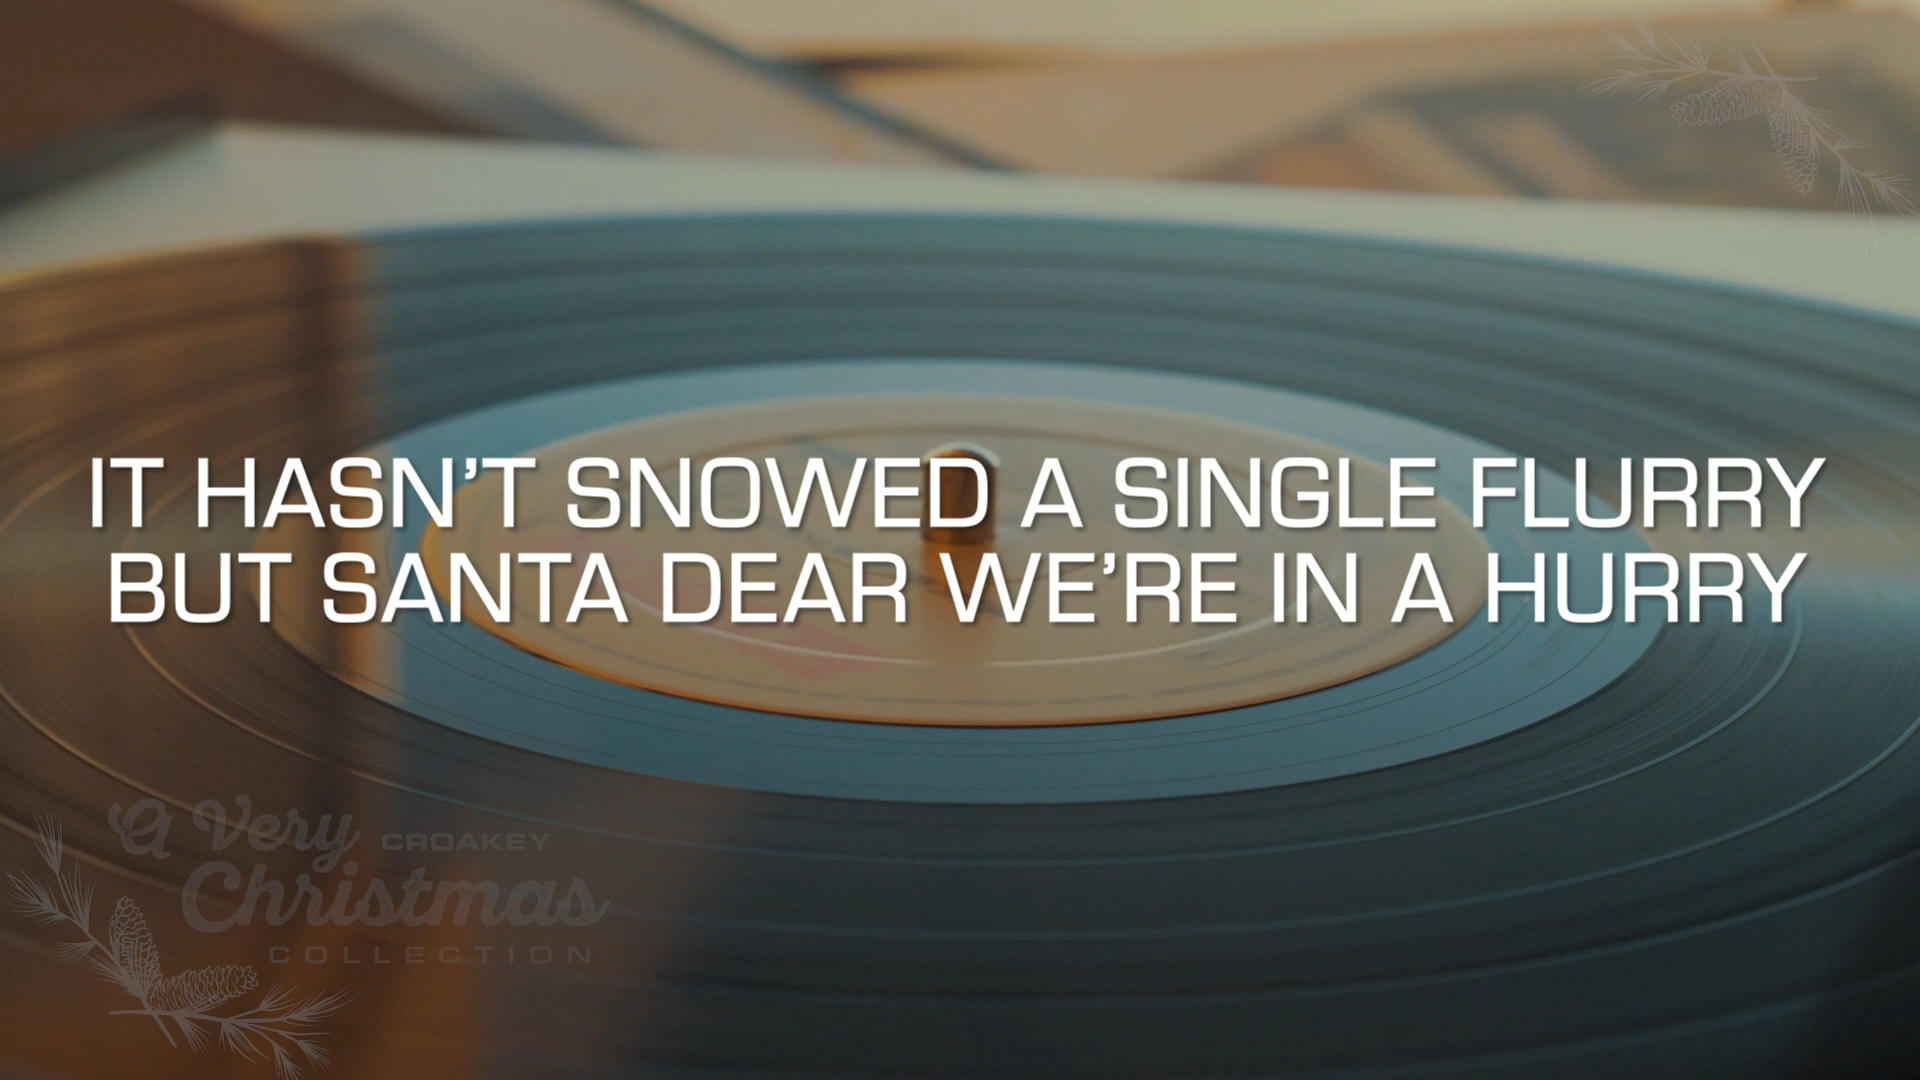 IT HASN’T SNOWED A SINGLE FLURRY
BUT SANTA DEAR WE’RE IN A HURRY
A Very CROAKEY
Christmas
COLLECTION